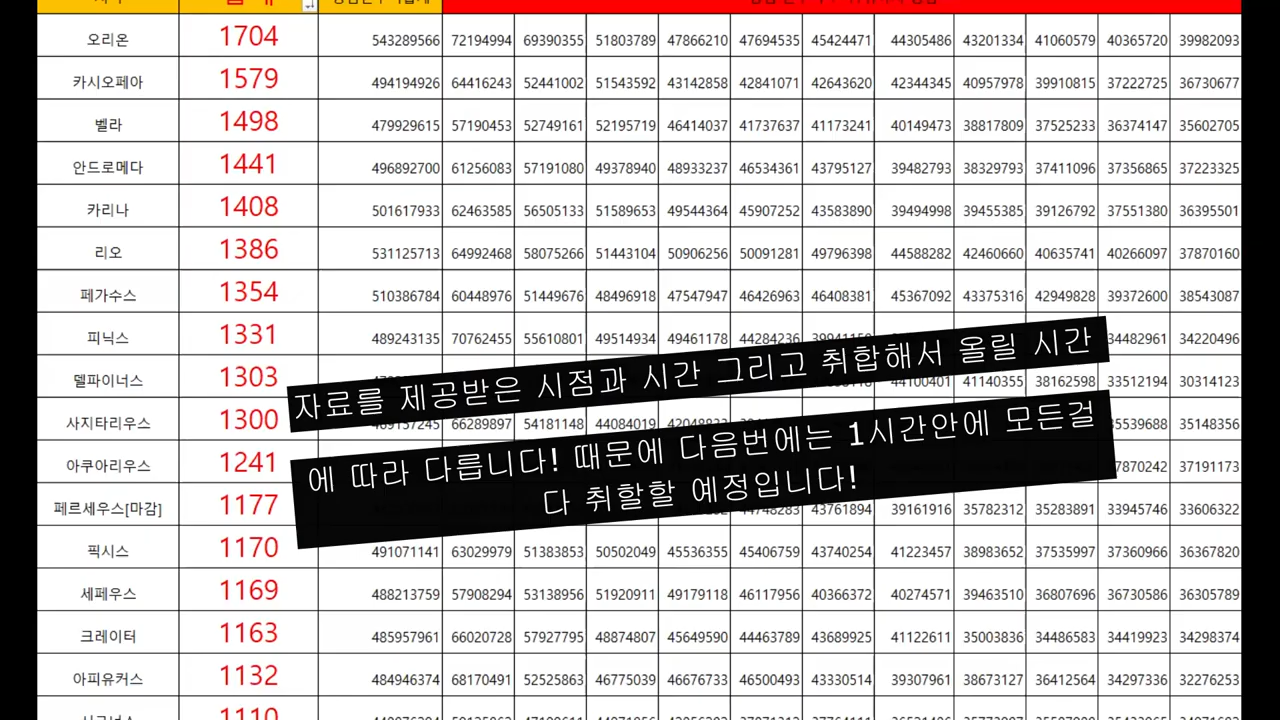 오리온 1704 543289566 72194994 69390355 51803789 47866210 47694535 45424471 44305486 43201334 41060579 40365720 39982093
카시오페아 1579 494194926 64416243 52441002 51543592 43142858 42841071 42643620 42344345 40957978 39910815 37222725 36730677
벨라 1498 479929615 57190453 52749161 52195719 46414037 41737637 41173241 40149473 38817809 37525233 36374147 35602705
안드로메다 1441 496892700 61256083 57191080 49378940 48933237 46534361 43795127 39482793 38329793 37411096 37356865 37223325
카리나 1408 501617933 62463585 56505133 51589653 49544364 45907252 43583890 39494998 39455385 39126792 37551380 36395501
리오 1386 531125713 64992468 58075266 51443104 50906256 50091281 49796398 44588282 42460660 40635741 40266097 37870160
페가수스 1354 510386784 60448976 51449676 48496918 47547947 46426963 46408381 45367092 43375316 42949828 39372600 38543087
피닉스 1331 489243135 70762455 55610801 49514934 49461178 44284236 34482961 34220496
델파이너스 1303 44100401 41140355 38162598 33512194 30314123
자료를 제공받은 시점과 시간 그리고 취합해서 올릴 시간
사지타리우스 1300 66289897 54181148 44084019 35539688 35148356
에 따라 다릅니다! 때문에 다음번에는 1시간안에 모든걸
아쿠아리우스 1241 37870242 37191173
다 취할할 예정입니다!
페르세우스[마감] 1177 43761894 39161916 35782312 35283891 33945746 33606322
픽시스 1170 491071141 63029979 51383853 50502049 45536355 45406759 43740254 41223457 38983652 37535997 37360966 36367820
세페우스 1169 488213759 57908294 53138956 51920911 49179118 46117956 40366372 40274571 39463510 36807696 36730586 36305789
크레이터 1163 485957961 66020728 57927795 48874807 45649590 44463789 43689925 41122611 35003836 34486583 34419923 34298374
아피유커스 1132 484946374 68170491 52525863 46775039 46676733 46500493 43330514 39307961 38673127 36412564 34297336 32276253
1110